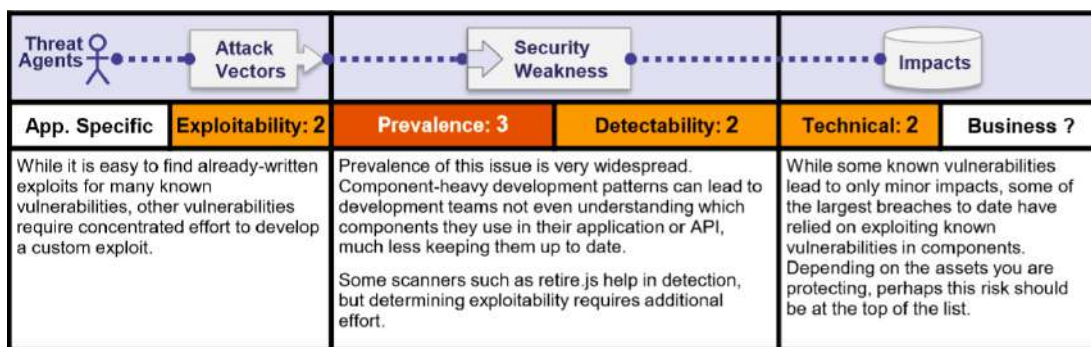 Threat
Agents
Attack
Vectors
Security
Weakness
Impacts
App. Specific
Exploitability: 2
Prevalence: 3
Detectability: 2
Technical: 2
Business ?
While it is easy to find already-written
exploits for many known
vulnerabilities, other vulnerabilities
require concentrated effort to develop
a custom exploit.
Prevalence of this issue is very widespread.
Component-heavy development patterns can lead to
development teams not even understanding which
components they use in their application or API,
much less keeping them up to date.
Some scanners such as retire.js help in detection,
but determining exploitability requires additional
effort.
While some known vulnerabilities
lead to only minor impacts, some of
the largest breaches to date have
relied on exploiting known
vulnerabilities in components.
Depending on the assets you are
protecting, perhaps this risk should
be at the top of the list.